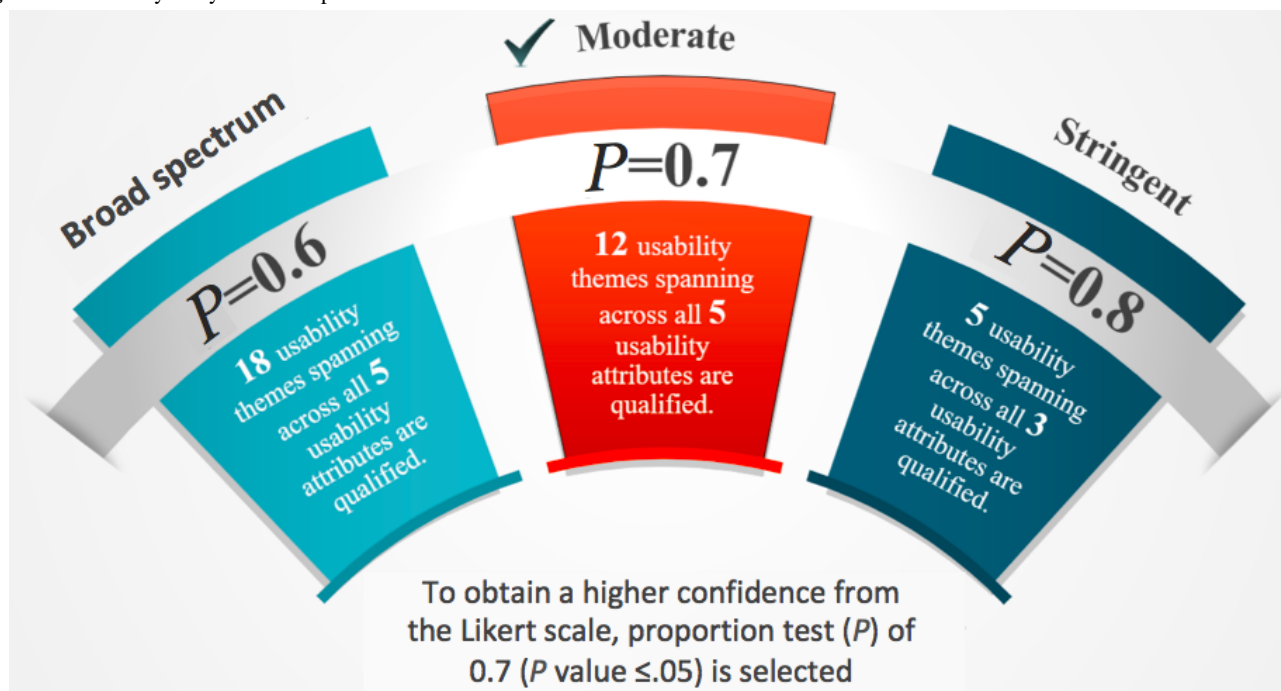 Broad spectrum
P=0.6
18 usability
themes spanning
across all 5
usability
attributes are
qualified.
Moderate
P=0.7
12 usability
themes spanning
across all 5
usability
attributes are
qualified.
Stringent
P=0.8
5 usability
themes spanning
across all 3
usability
attributes are
qualified.
To obtain a higher confidence from
the Likert scale, proportion test (P) of
0.7 (P value ≤.05) is selected